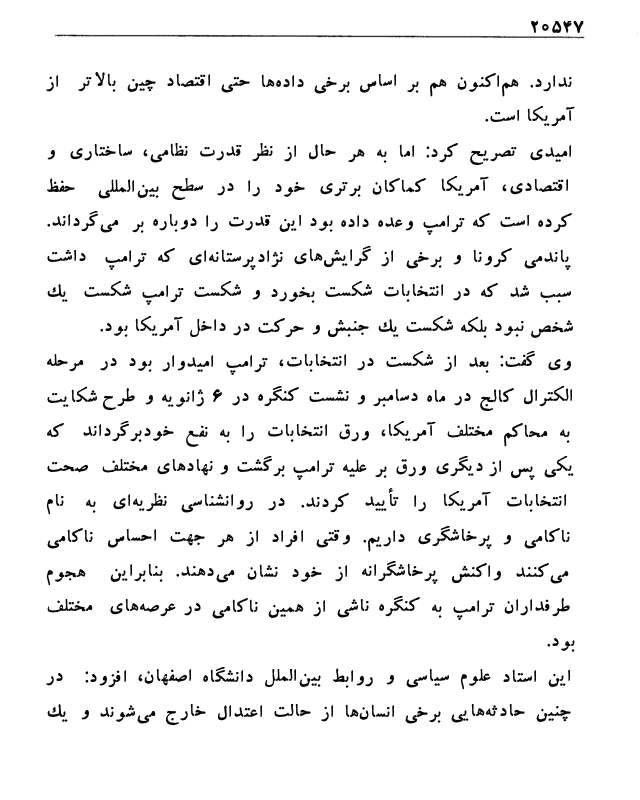 ۲۰۵۴۷
ندارد. هم‌اکنون هم بر اساس برخی داده‌ها حتی اقتصاد چین بالاتر از
آمریکا است.
امیدی تصریح کرد: اما به هر حال از نظر قدرت نظامی، ساختاری و
اقتصادی، آمریکا کماکان برتری خود را در سطح بین‌المللی حفظ
کرده است که ترامپ وعده داده بود این قدرت را دوباره بر می‌گرداند.
پاندمی کرونا و برخی از گرایش‌های نژادپرستانه‌ای که ترامپ داشت
سبب شد که در انتخابات شکست بخورد و شکست ترامپ شکست یك
شخص نبود بلکه شکست یك جنبش و حرکت در داخل آمریکا بود.
وی گفت: بعد از شکست در انتخابات، ترامپ امیدوار بود در مرحله
الکترال کالج در ماه دسامبر و نشست کنگره در ۶ ژانویه و طرح شکایت
به محاکم مختلف آمریکا، ورق انتخابات را به نفع خودبرگرداند که
یکی پس از دیگری ورق بر علیه ترامپ برگشت و نهادهای مختلف صحت
انتخابات آمریکا را تأیید کردند. در روانشناسی نظریه‌ای به نام
ناکامی و پرخاشگری داریم. وقتی افراد از هر جهت احساس ناکامی
می‌کنند واکنش پرخاشگرانه از خود نشان می‌دهند. بنابراین هجوم
طرفداران ترامپ به کنگره ناشی از همین ناکامی در عرصه‌های مختلف
بود.
این استاد علوم سیاسی و روابط بین‌الملل دانشگاه اصفهان، افزود: در
چنین حادثه‌هایی برخی انسان‌ها از حالت اعتدال خارج می‌شوند و یك